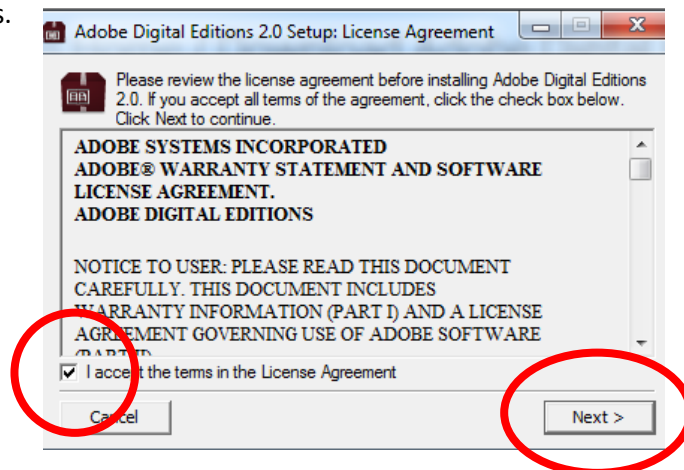 s.
Adobe Digital Editions 2.0 Setup: License Agreement
Please review the license agreement before installing Adobe Digital Editions
2.0. If you accept all terms of the agreement, click the check box below.
Click Next to continue.
ADOBE SYSTEMS INCORPORATED
ADOBE® WARRANTY STATEMENT AND SOFTWARE
LICENSE AGREEMENT.
ADOBE DIGITAL EDITIONS
NOTICE TO USER: PLEASE READ THIS DOCUMENT
CAREFULLY. THIS DOCUMENT INCLUDES
WARRANTY INFORMATION (PART I) AND A LICENSE
AGREEMENT GOVERNING USE OF ADOBE SOFTWARE
I accept the terms in the License Agreement
Cancel
Next >